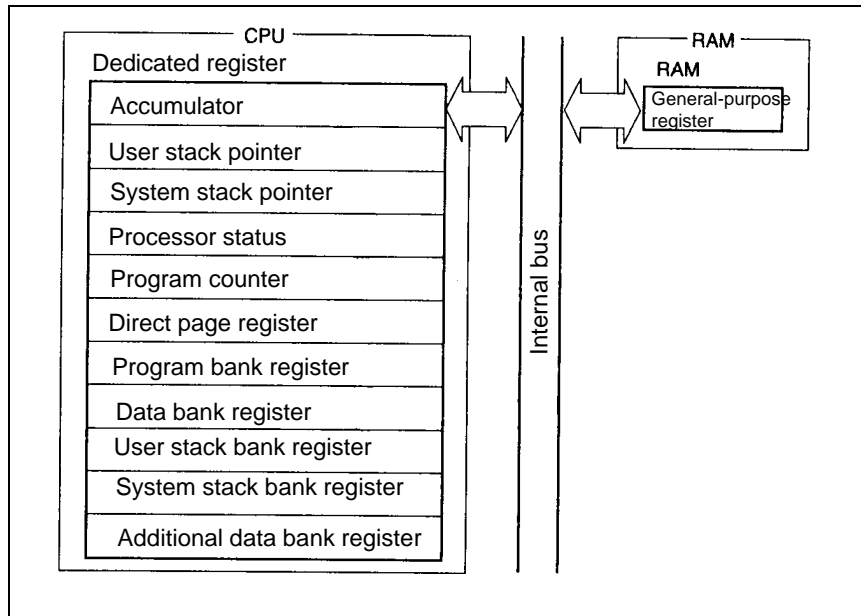 CPU
Dedicated register
Accumulator
User stack pointer
System stack pointer
Processor status
Program counter
Direct page register
Program bank register
Data bank register
User stack bank register
System stack bank register
Additional data bank register
Internal bus
RAM
RAM
General-purpose
register